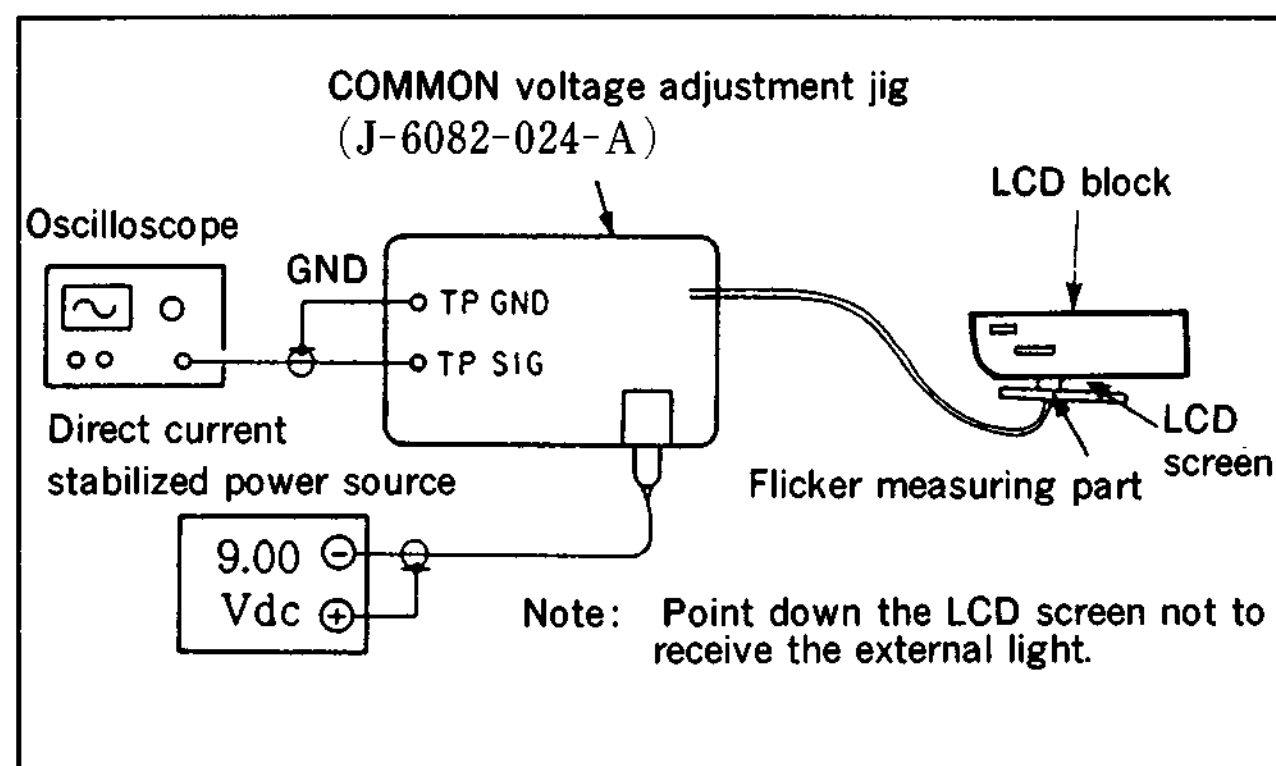 COMMON voltage adjustment jig
(J-6082-024-A)
LCD block
Oscilloscope
GND
TP GND
TP SIG
Direct current
stabilized power source
LCD
screen
Flicker measuring part
9.00 −
Vdc +
Note: Point down the LCD screen not to
receive the external light.